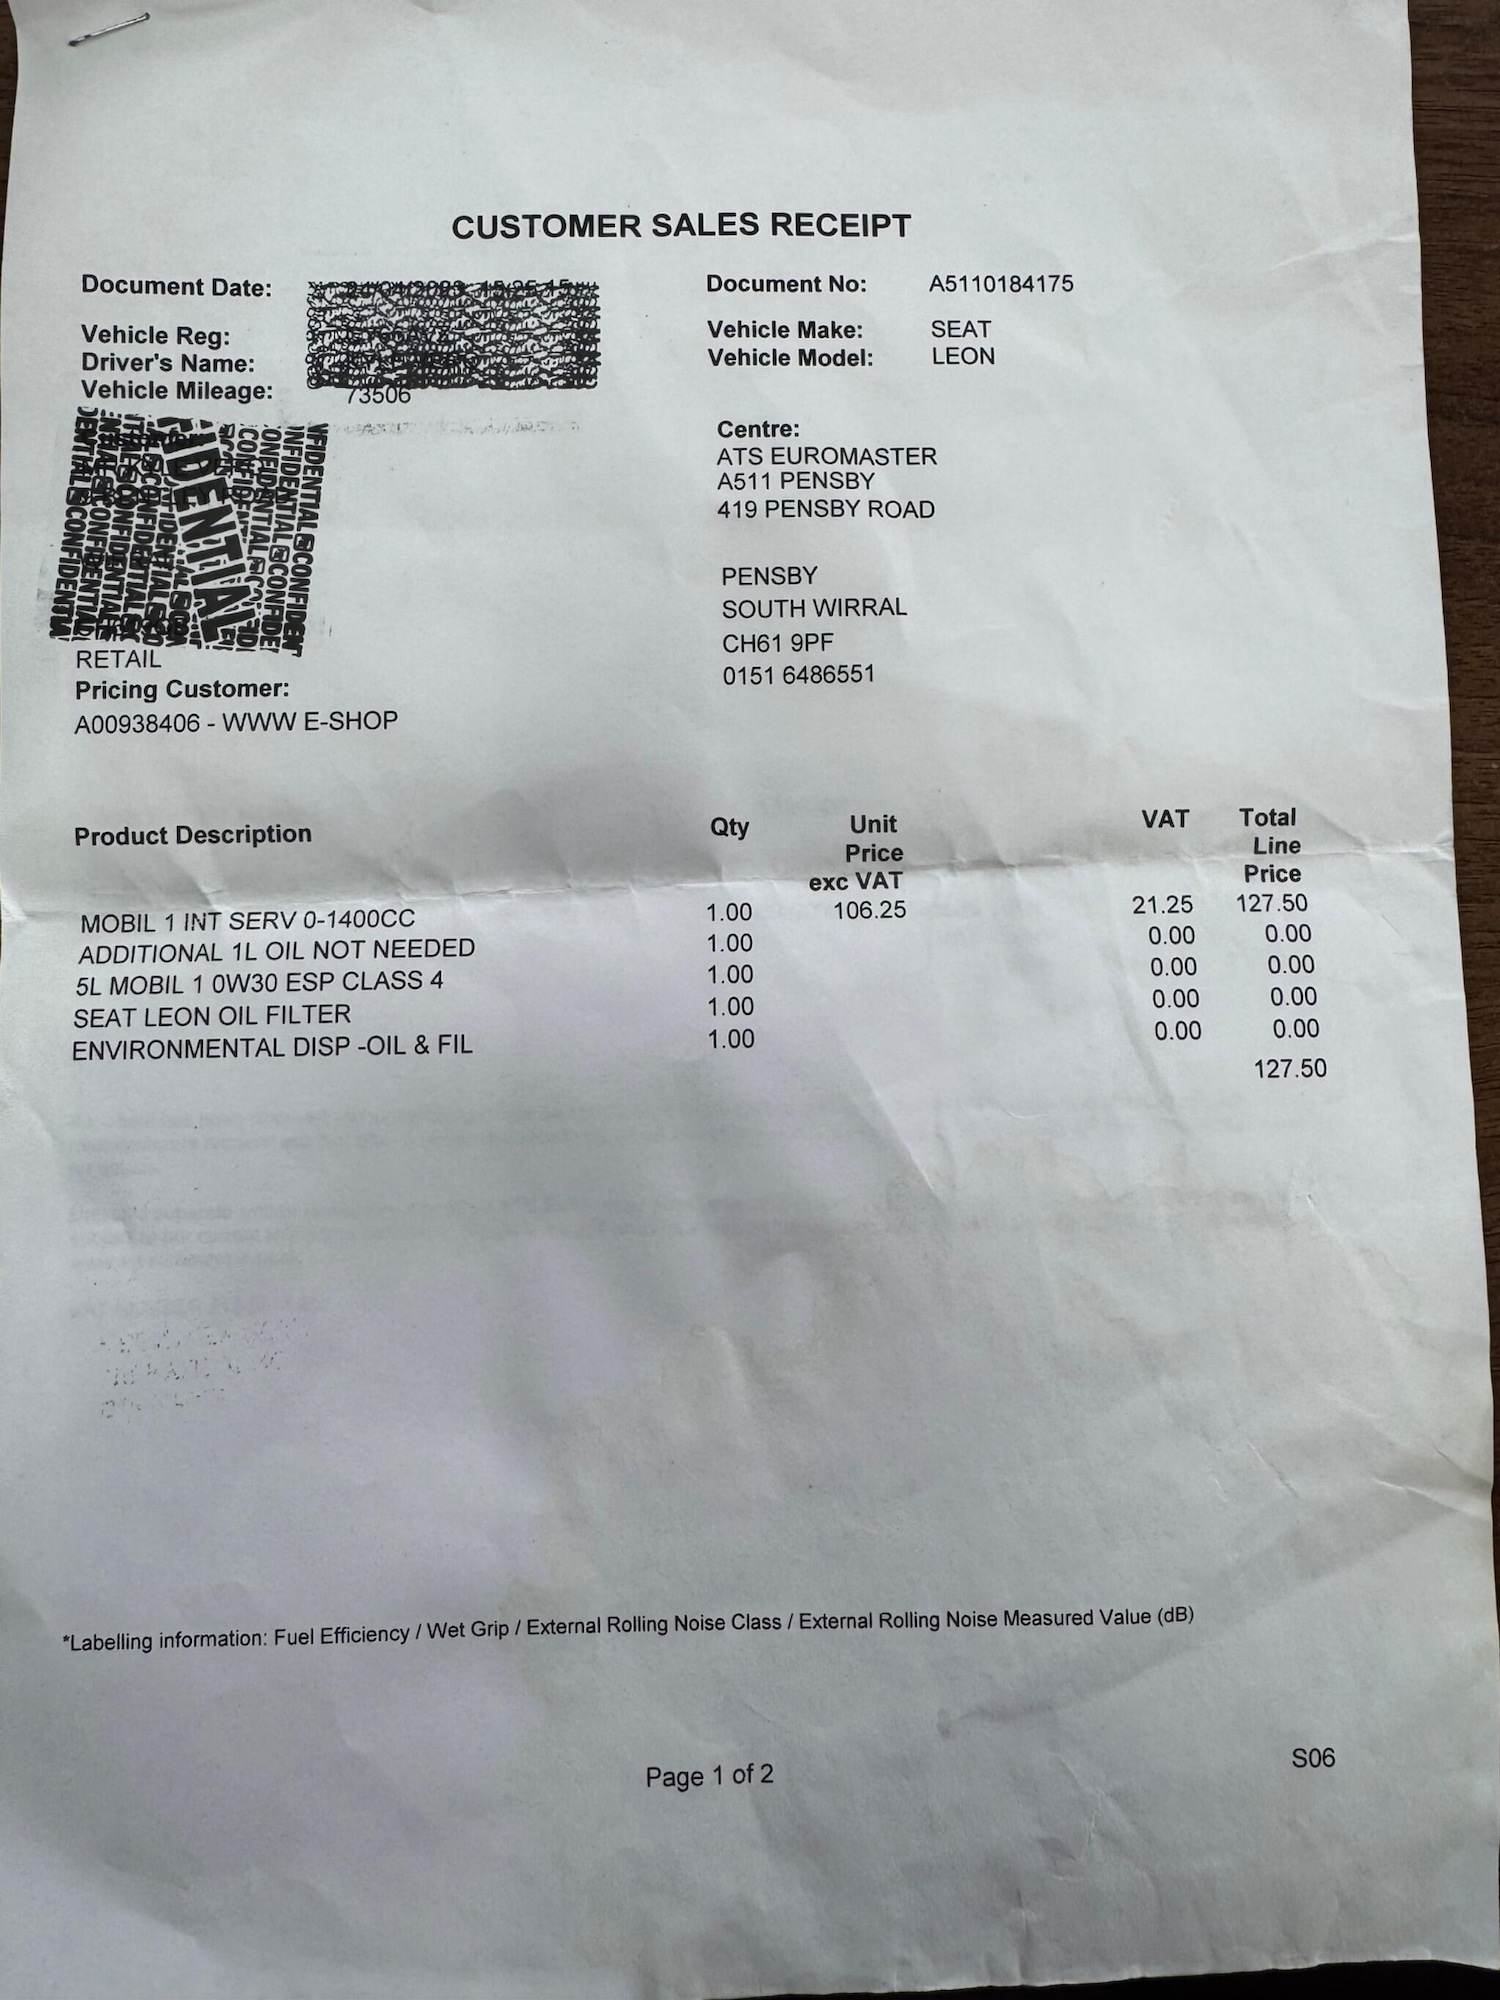 CUSTOMER SALES RECEIPT
Document Date:
Document No: A5110184175
Vehicle Reg:
Vehicle Make: SEAT
Driver's Name:
Vehicle Model: LEON
Vehicle Mileage: 73506
CONFIDENTIAL
Centre:
ATS EUROMASTER
A511 PENSBY
419 PENSBY ROAD
PENSBY
SOUTH WIRRAL
CH61 9PF
0151 6486551
RETAIL
Pricing Customer:
A00938406 - WWW E-SHOP
Product Description Qty Unit Price exc VAT VAT Total Line Price
MOBIL 1 INT SERV 0-1400CC 1.00 106.25 21.25 127.50
ADDITIONAL 1L OIL NOT NEEDED 1.00 0.00 0.00
5L MOBIL 1 0W30 ESP CLASS 4 1.00 0.00 0.00
SEAT LEON OIL FILTER 1.00 0.00 0.00
ENVIRONMENTAL DISP -OIL & FIL 1.00 0.00 0.00
127.50
*Labelling information: Fuel Efficiency / Wet Grip / External Rolling Noise Class / External Rolling Noise Measured Value (dB)
Page 1 of 2
S06